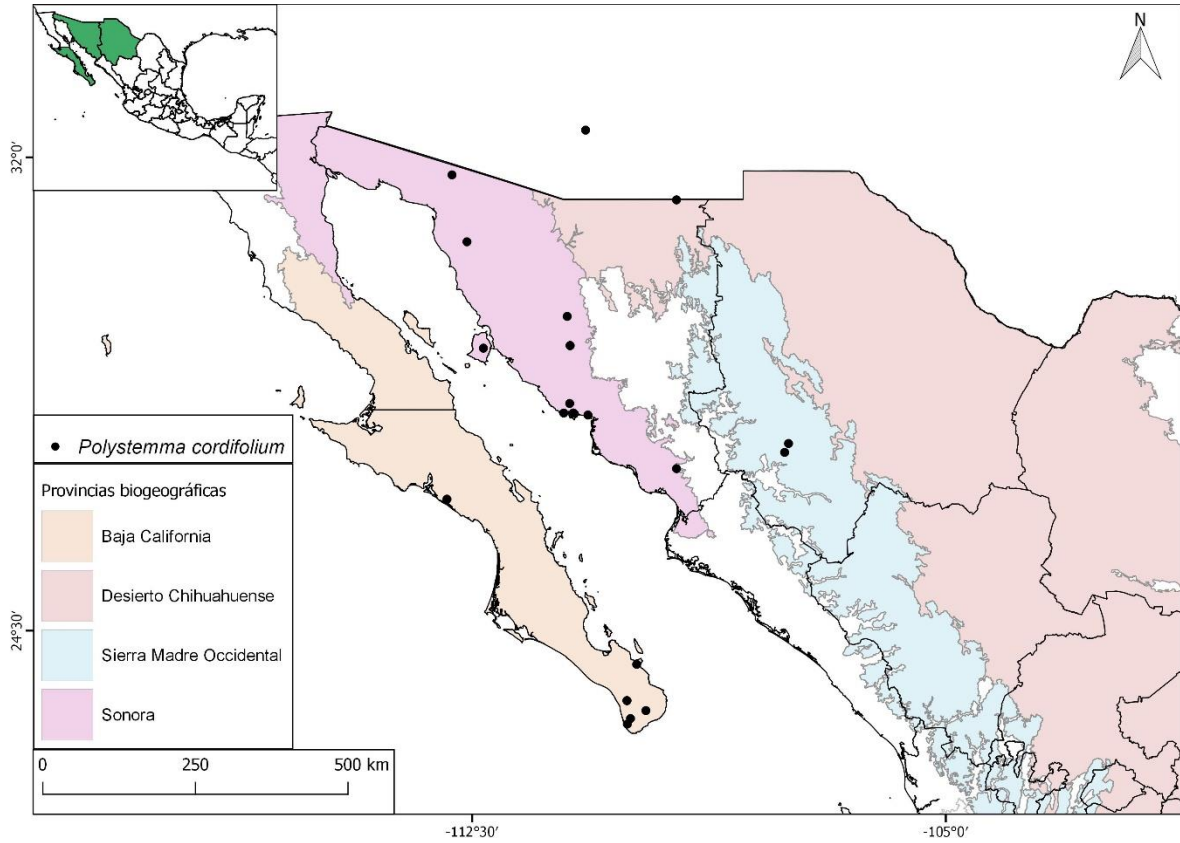 N
32°0'
Polystemma cordifolium
Provincias biogeográficas
Baja California
Desierto Chihuahuense
Sierra Madre Occidental
Sonora
24°30'
0 250 500 km
-112°30' -105°0'